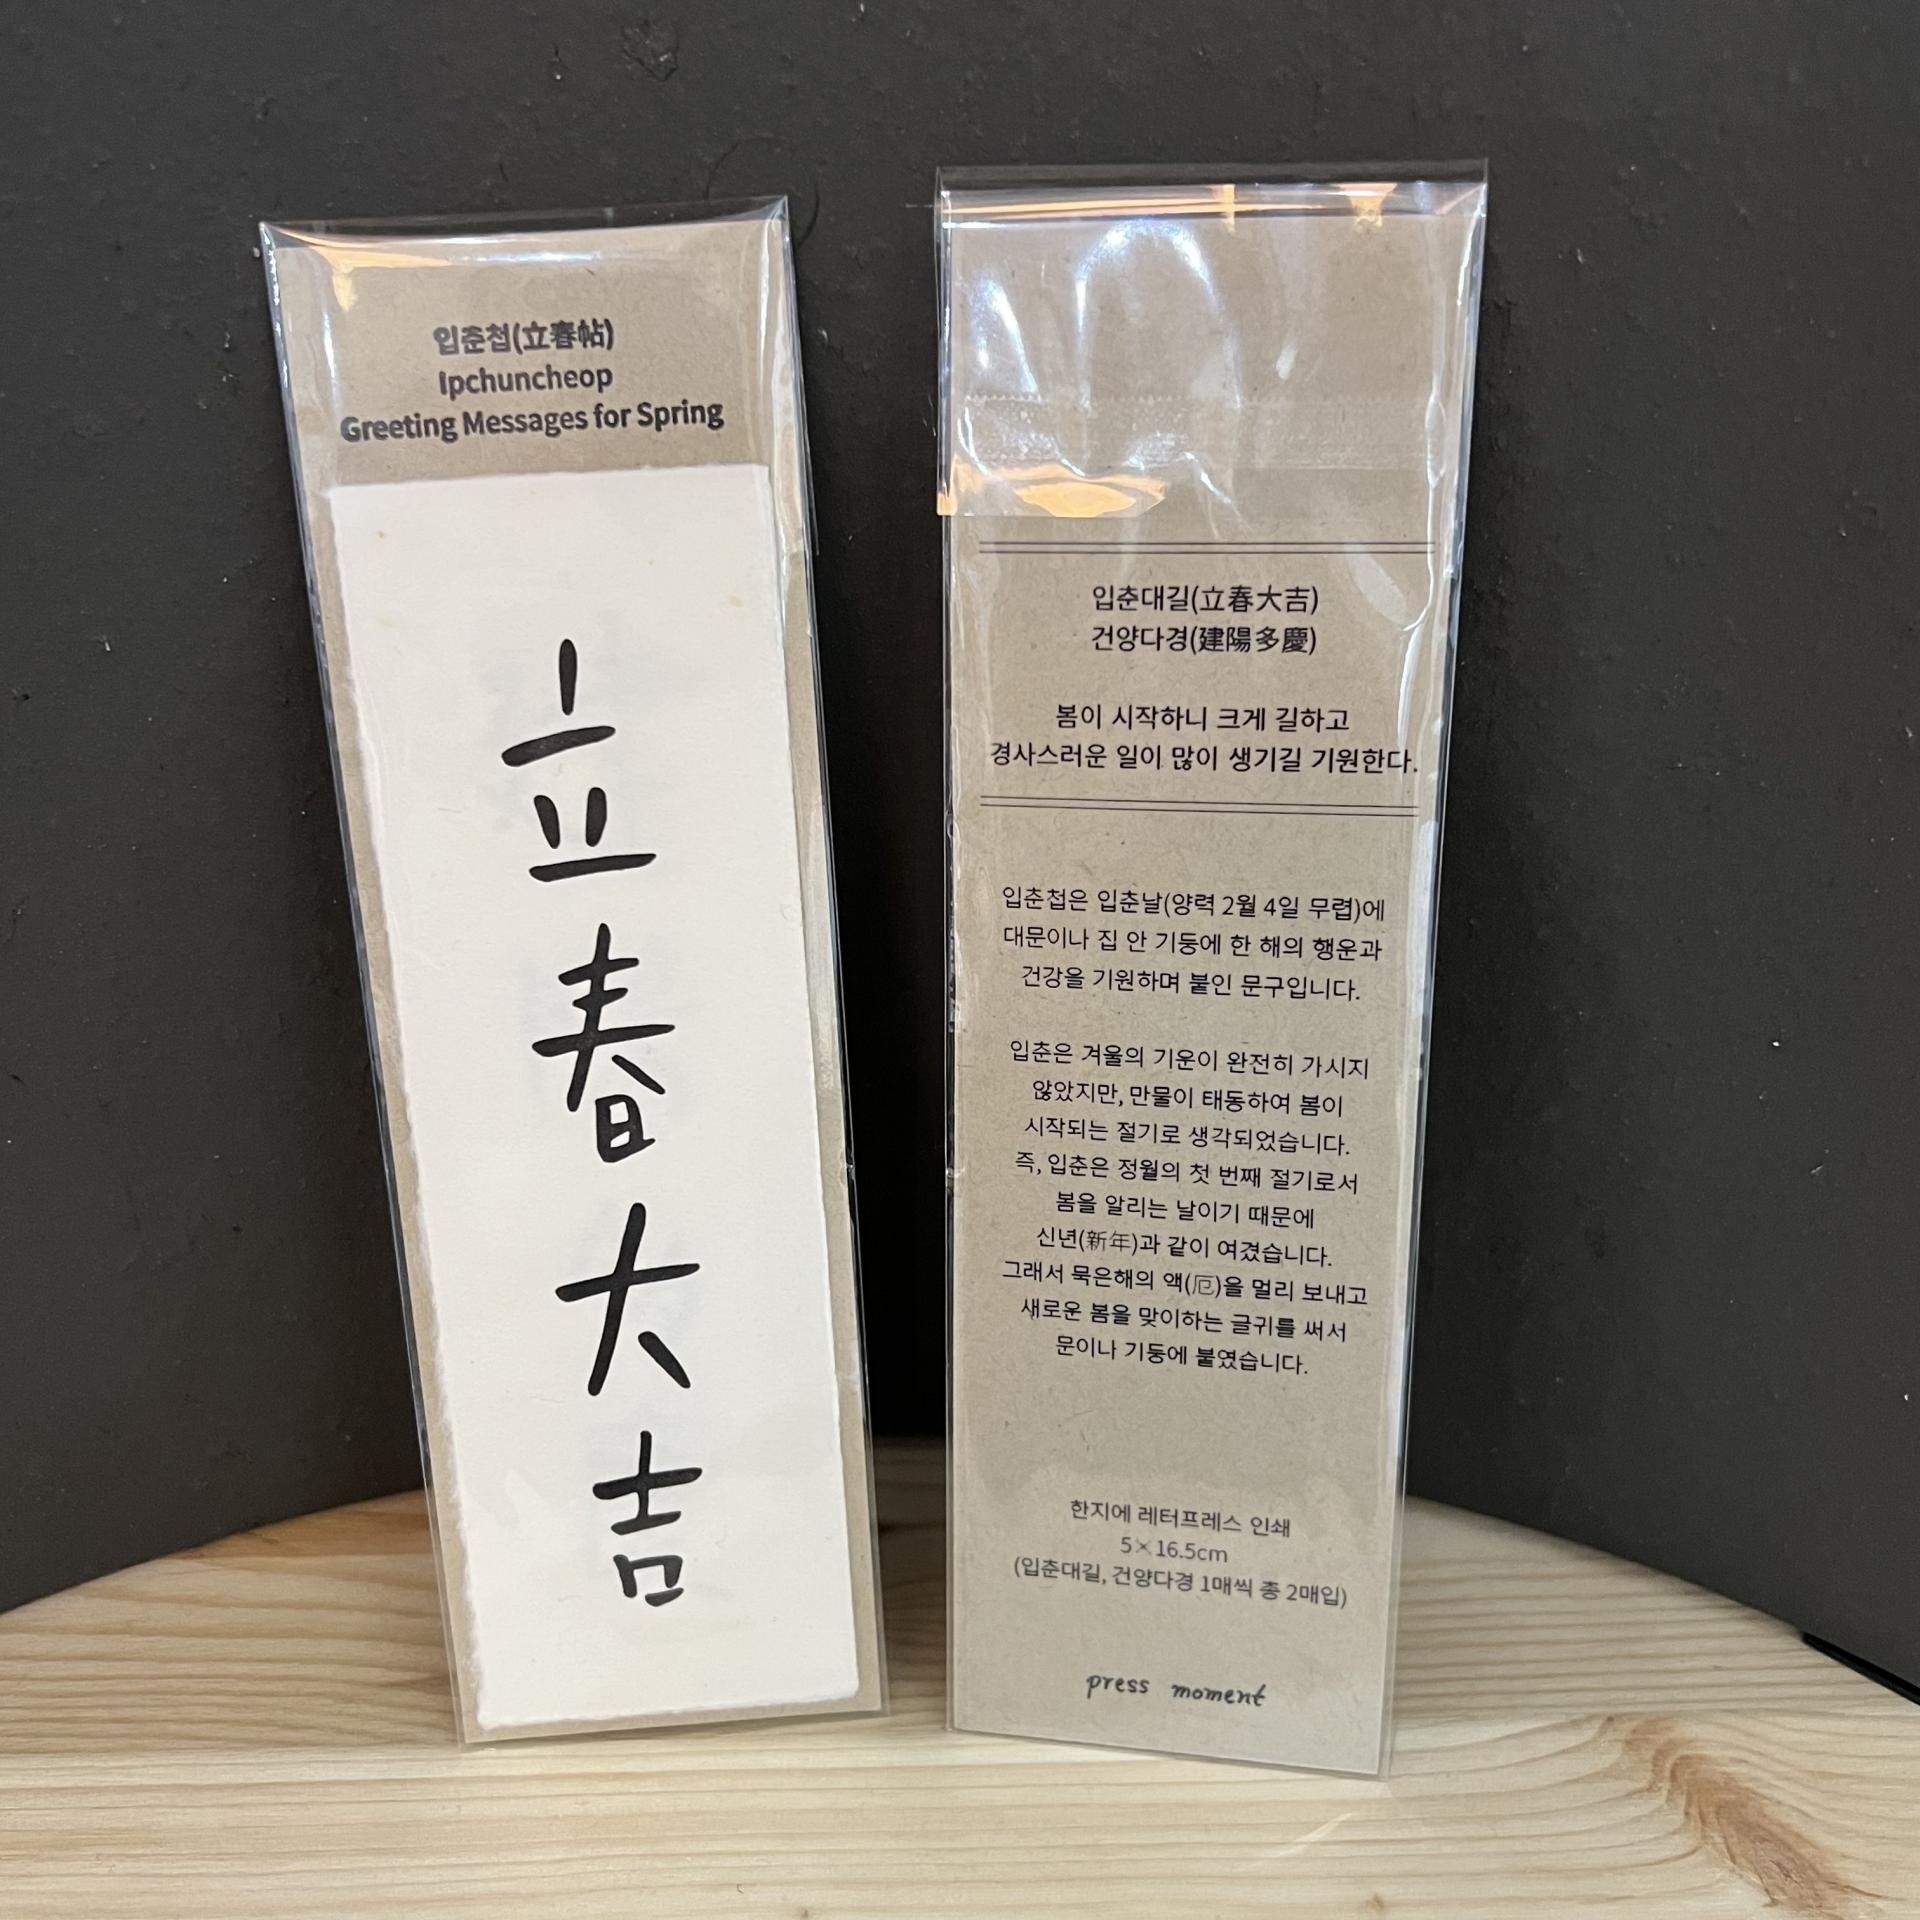 입춘첩(立春帖)
Ipchuncheop
Greeting Messages for Spring
立
春
大
吉
입춘대길(立春大吉)
건양다경(建陽多慶)
봄이 시작하니 크게 길하고
경사스러운 일이 많이 생기길 기원한다.
입춘첩은 입춘날(양력 2월 4일 무렵)에
대문이나 집 안 기둥에 한 해의 행운과
건강을 기원하며 붙인 문구입니다.
입춘은 겨울의 기운이 완전히 가시지
않았지만, 만물이 태동하여 봄이
시작되는 절기로 생각되었습니다.
즉, 입춘은 정월의 첫 번째 절기로서
봄을 알리는 날이기 때문에
신년(新年)과 같이 여겼습니다.
그래서 묵은해의 액(厄)을 멀리 보내고
새로운 봄을 맞이하는 글귀를 써서
문이나 기둥에 붙였습니다.
한지에 레터프레스 인쇄
5×16.5cm
(입춘대길, 건양다경 1매씩 총 2매입)
press moment